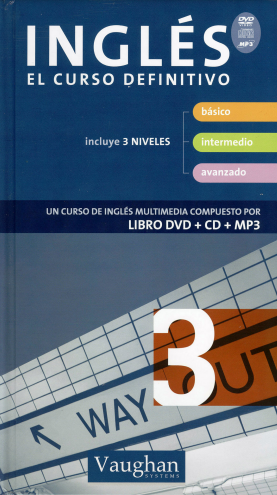 INGLÉS
DVD
MP3
EL CURSO DEFINITIVO
básico
incluye 3 NIVELES
intermedio
avanzado
UN CURSO DE INGLÉS MULTIMEDIA COMPUESTO POR
LIBRO DVD + CD + MP3
3
WAY OUT
Vaughan
SYSTEMS